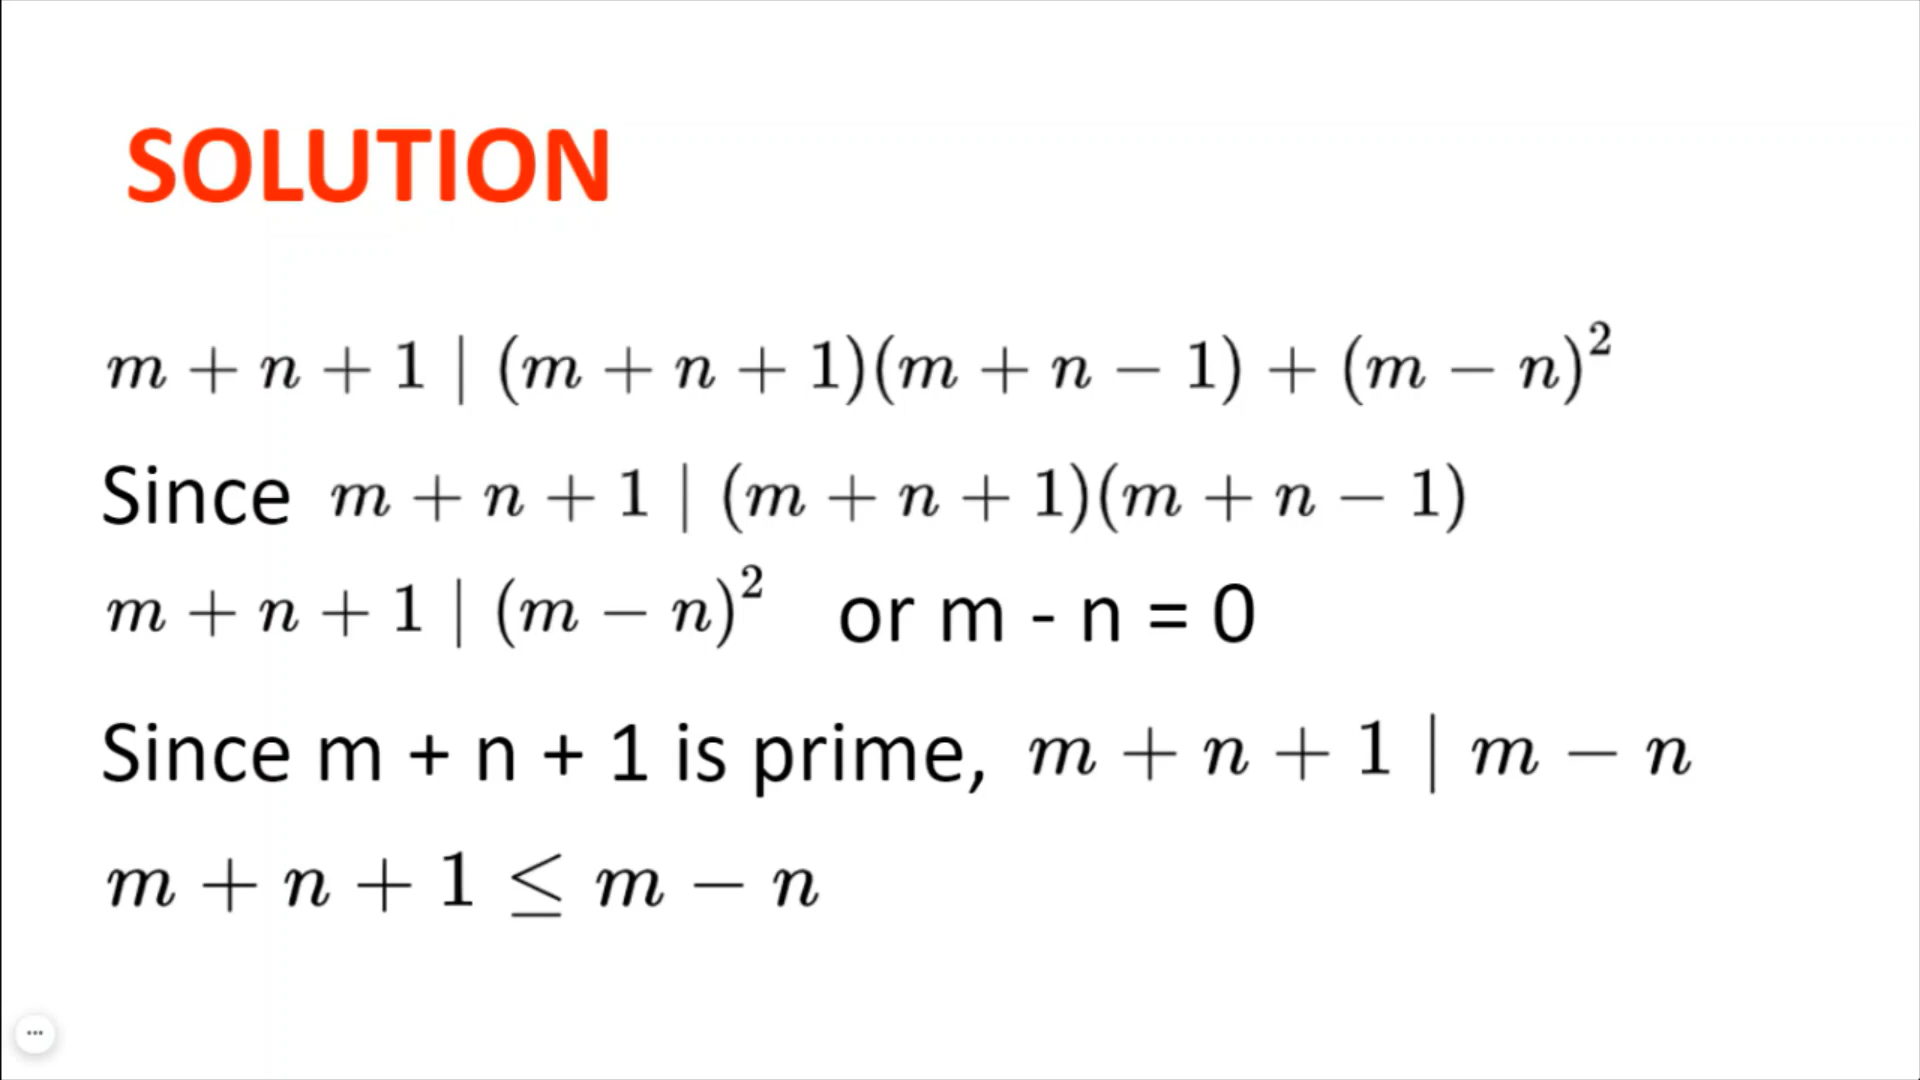 SOLUTION
m + n + 1 | (m + n + 1)(m + n − 1) + (m − n)²
Since m + n + 1 | (m + n + 1)(m + n − 1)
m + n + 1 | (m − n)² or m - n = 0
Since m + n + 1 is prime, m + n + 1 | m − n
m + n + 1 ≤ m − n